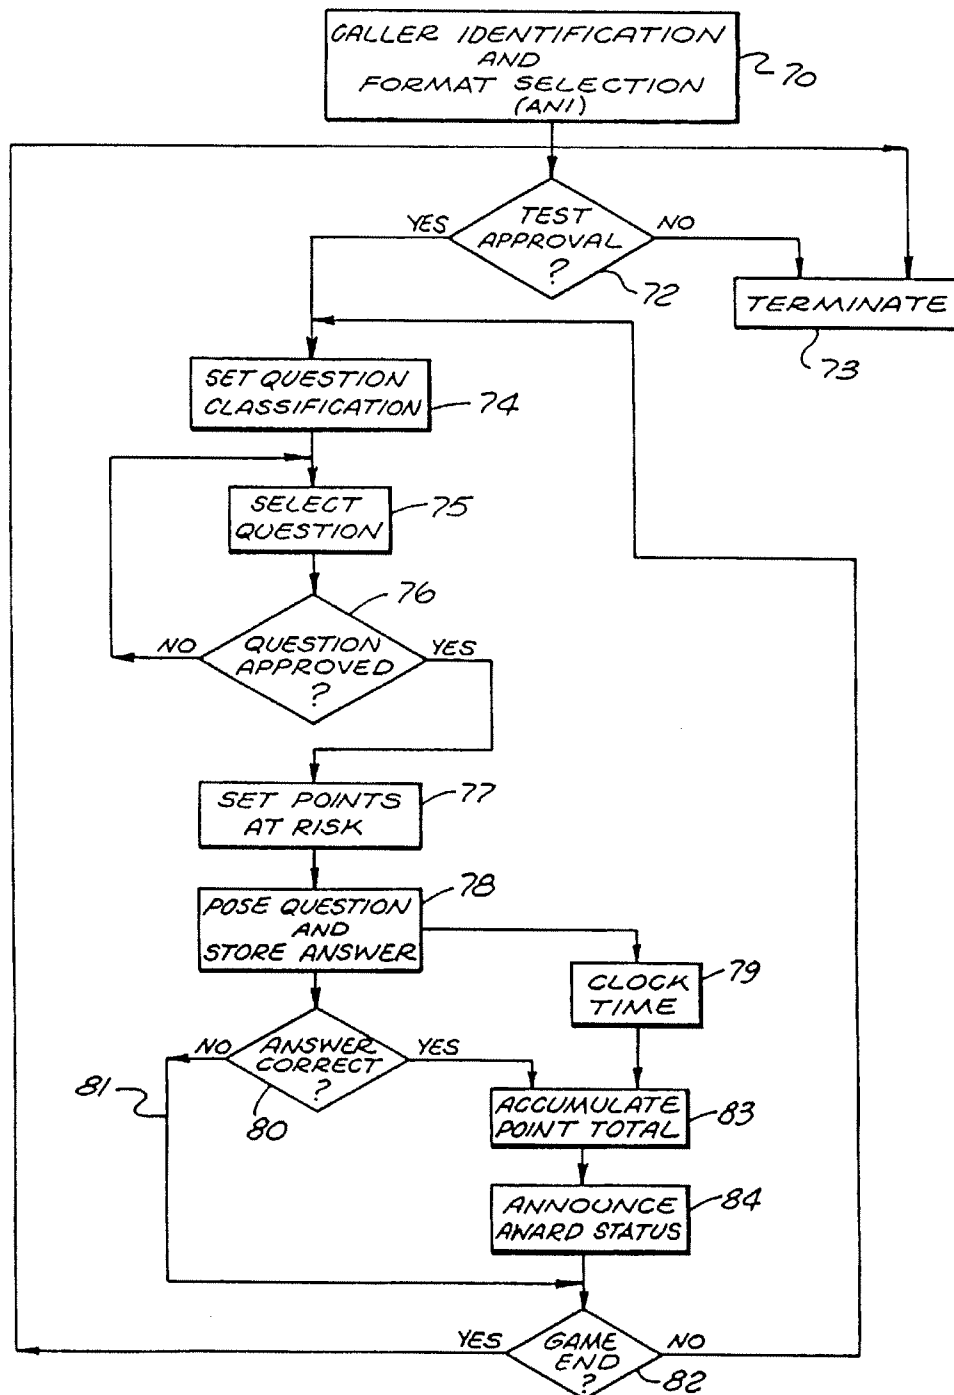 CALLER IDENTIFICATION
AND
FORMAT SELECTION
(ANI)
70
YES
TEST
APPROVAL
?
NO
72
TERMINATE
73
SET QUESTION
CLASSIFICATION
74
SELECT
QUESTION
75
76
NO
QUESTION
APPROVED
?
YES
SET POINTS
AT RISK
77
POSE QUESTION
AND
STORE ANSWER
78
CLOCK
TIME
79
NO
ANSWER
CORRECT
?
YES
80
81
ACCUMULATE
POINT TOTAL
83
ANNOUNCE
AWARD STATUS
84
YES
GAME
END
?
NO
82